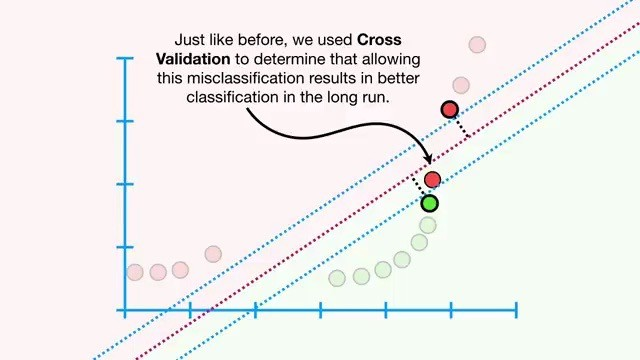 Just like before, we used Cross
Validation to determine that allowing
this misclassification results in better
classification in the long run.